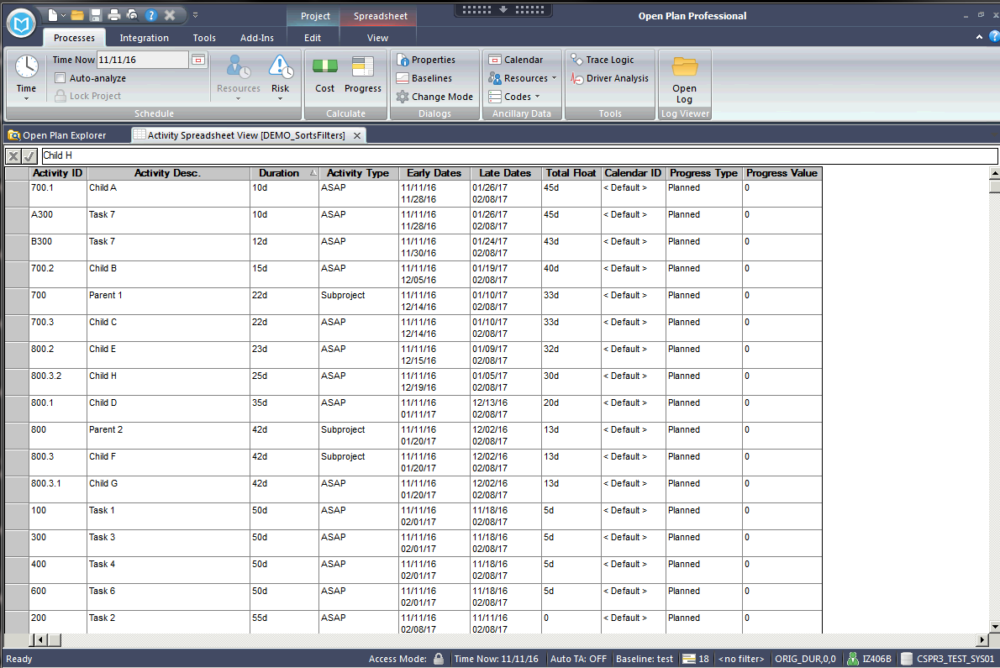 Project Spreadsheet Open Plan Professional
Processes Integration Tools Add-Ins Edit View
Time Now 11/11/16
Auto-analyze
Lock Project
Time
Resources
Risk
Schedule
Cost
Progress
Calculate
Properties
Baselines
Change Mode
Dialogs
Calendar
Resources
Codes
Ancillary Data
Trace Logic
Driver Analysis
Tools
Open
Log
Log Viewer
Open Plan Explorer Activity Spreadsheet View [DEMO_SortsFilters]
Child H
Activity ID Activity Desc. Duration Activity Type Early Dates Late Dates Total Float Calendar ID Progress Type Progress Value
700.1 Child A 10d ASAP 11/11/16 01/26/17 45d < Default > Planned 0
11/28/16 02/08/17
A300 Task 7 10d ASAP 11/11/16 01/26/17 45d < Default > Planned 0
11/28/16 02/08/17
B300 Task 7 12d ASAP 11/11/16 01/24/17 43d < Default > Planned 0
11/30/16 02/08/17
700.2 Child B 15d ASAP 11/11/16 01/19/17 40d < Default > Planned 0
12/05/16 02/08/17
700 Parent 1 22d Subproject 11/11/16 01/10/17 33d < Default > Planned 0
12/14/16 02/08/17
700.3 Child C 22d ASAP 11/11/16 01/10/17 33d < Default > Planned 0
12/14/16 02/08/17
800.2 Child E 23d ASAP 11/11/16 01/09/17 32d < Default > Planned 0
12/15/16 02/08/17
800.3.2 Child H 25d ASAP 11/11/16 01/05/17 30d < Default > Planned 0
12/19/16 02/08/17
800.1 Child D 35d ASAP 11/11/16 12/13/16 20d < Default > Planned 0
01/11/17 02/08/17
800 Parent 2 42d Subproject 11/11/16 12/02/16 13d < Default > Planned 0
01/20/17 02/08/17
800.3 Child F 42d Subproject 11/11/16 12/02/16 13d < Default > Planned 0
01/20/17 02/08/17
800.3.1 Child G 42d ASAP 11/11/16 12/02/16 13d < Default > Planned 0
01/20/17 02/08/17
100 Task 1 50d ASAP 11/11/16 11/18/16 5d < Default > Planned 0
02/01/17 02/08/17
300 Task 3 50d ASAP 11/11/16 11/18/16 5d < Default > Planned 0
02/01/17 02/08/17
400 Task 4 50d ASAP 11/11/16 11/18/16 5d < Default > Planned 0
02/01/17 02/08/17
600 Task 6 50d ASAP 11/11/16 11/18/16 5d < Default > Planned 0
02/01/17 02/08/17
200 Task 2 55d ASAP 11/11/16 11/11/16 0 < Default > Planned 0
02/08/17 02/08/17
Ready Access Mode: Time Now: 11/11/16 Auto TA: OFF Baseline: test 18 <no filter> ORIG_DUR,0,0 IZ406B CSPR3_TEST_SYS01